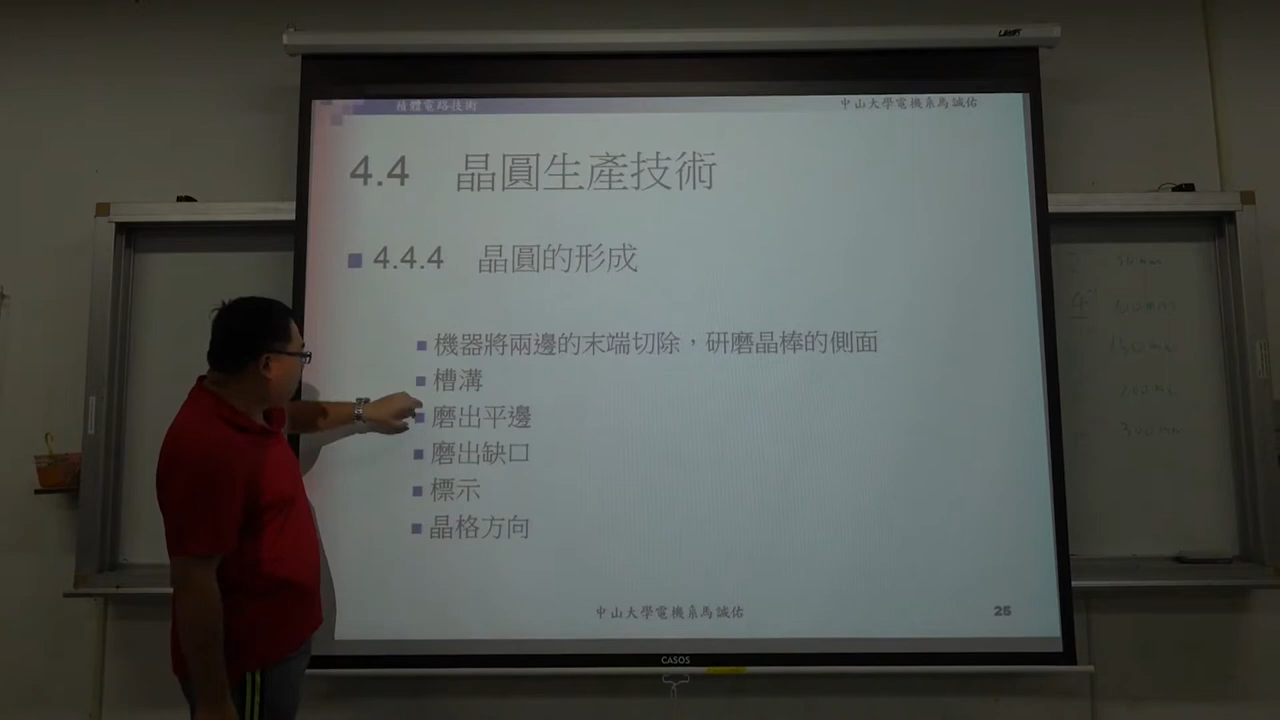 積體電路技術
中山大學電機系馬誠佑
4.4 晶圓生產技術
4.4.4 晶圓的形成
機器將兩邊的末端切除，研磨晶棒的側面
槽溝
磨出平邊
磨出缺口
標示
晶格方向
中山大學電機系馬誠佑
25
CASOS